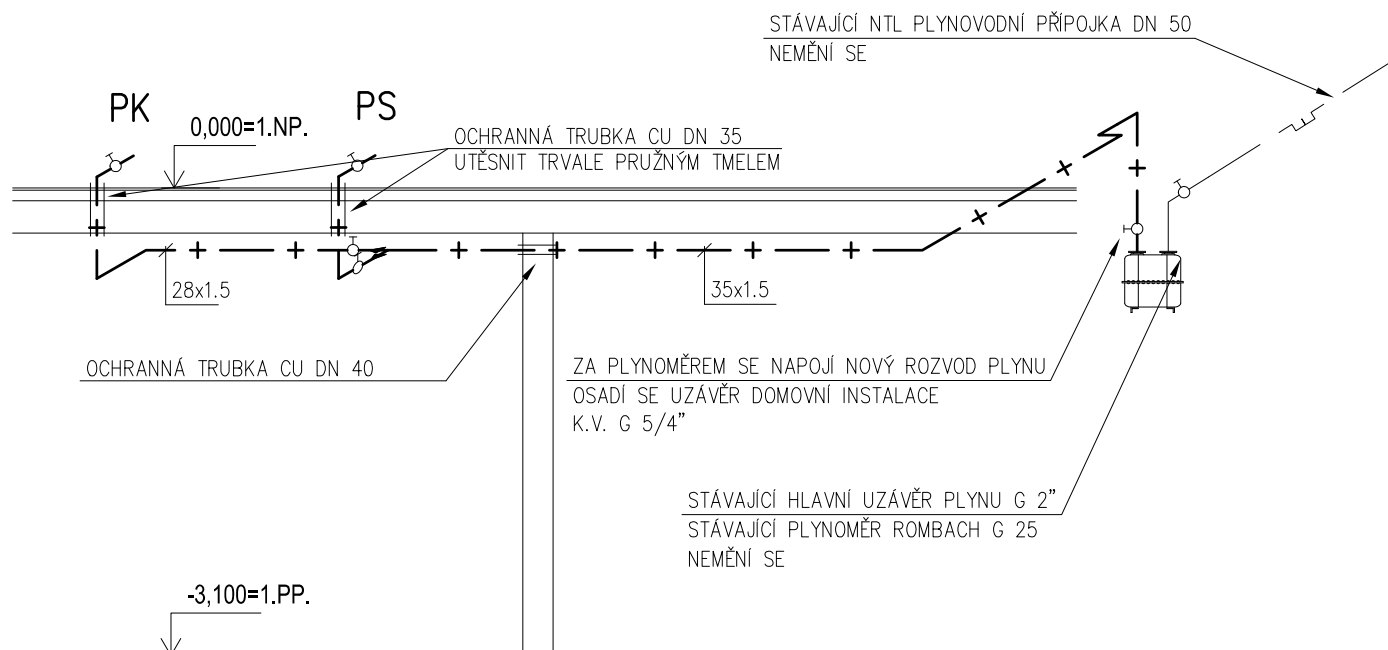 STÁVAJÍCÍ NTL PLYNOVODNÍ PŘÍPOJKA DN 50
NEMĚNÍ SE
PK
PS
0,000=1.NP.
OCHRANNÁ TRUBKA CU DN 35
UTĚSNIT TRVALE PRUŽNÝM TMELEM
28x1.5
35x1.5
OCHRANNÁ TRUBKA CU DN 40
ZA PLYNOMĚREM SE NAPOJÍ NOVÝ ROZVOD PLYNU
OSADÍ SE UZÁVĚR DOMOVNÍ INSTALACE
K.V. G 5/4”
STÁVAJÍCÍ HLAVNÍ UZÁVĚR PLYNU G 2”
STÁVAJÍCÍ PLYNOMĚR ROMBACH G 25
NEMĚNÍ SE
-3,100=1.PP.